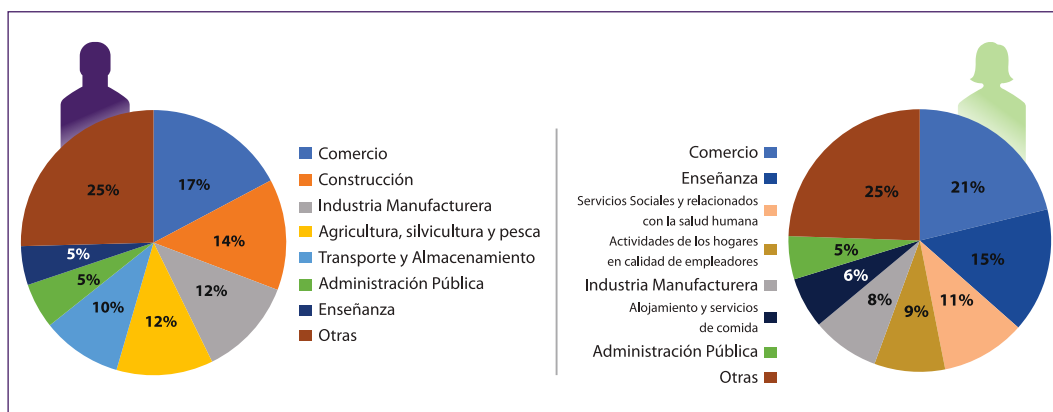 17%
14%
12%
12%
10%
5%
5%
25%
Comercio
Construcción
Industria Manufacturera
Agricultura, silvicultura y pesca
Transporte y Almacenamiento
Administración Pública
Enseñanza
Otras
Comercio
Enseñanza
Servicios Sociales y relacionados
con la salud humana
Actividades de los hogares
en calidad de empleadores
Industria Manufacturera
Alojamiento y servicios
de comida
Administración Pública
Otras
21%
15%
11%
9%
8%
6%
5%
25%